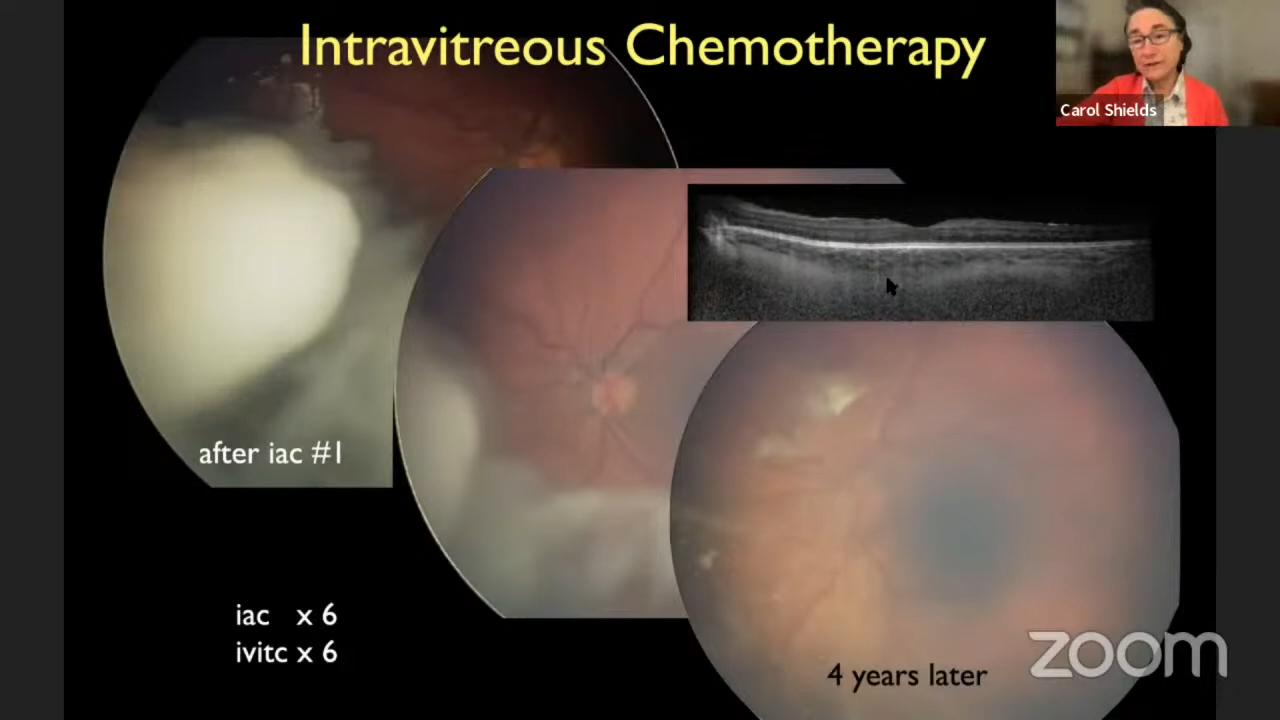 Intravitreous Chemotherapy
Carol Shields
after iac #1
iac x 6
ivitc x 6
4 years later
zoom